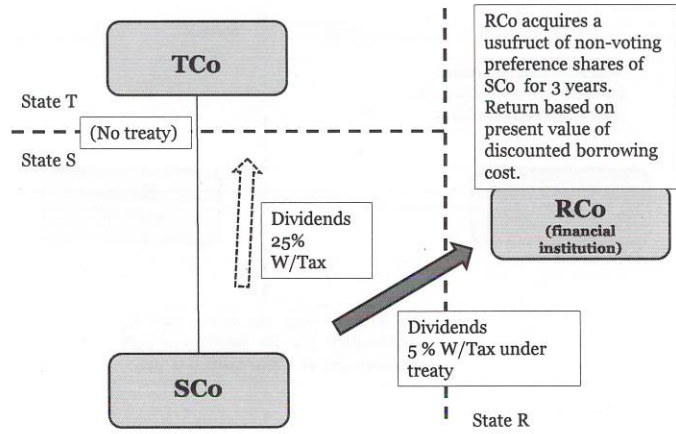 TCo
State T
(No treaty)
State S
RCo acquires a
usufruct of non-voting
preference shares of
SCo for 3 years.
Return based on
present value of
discounted borrowing
cost.
RCo
(financial
institution)
Dividends
25%
W/Tax
Dividends
5 % W/Tax under
treaty
SCo
State R